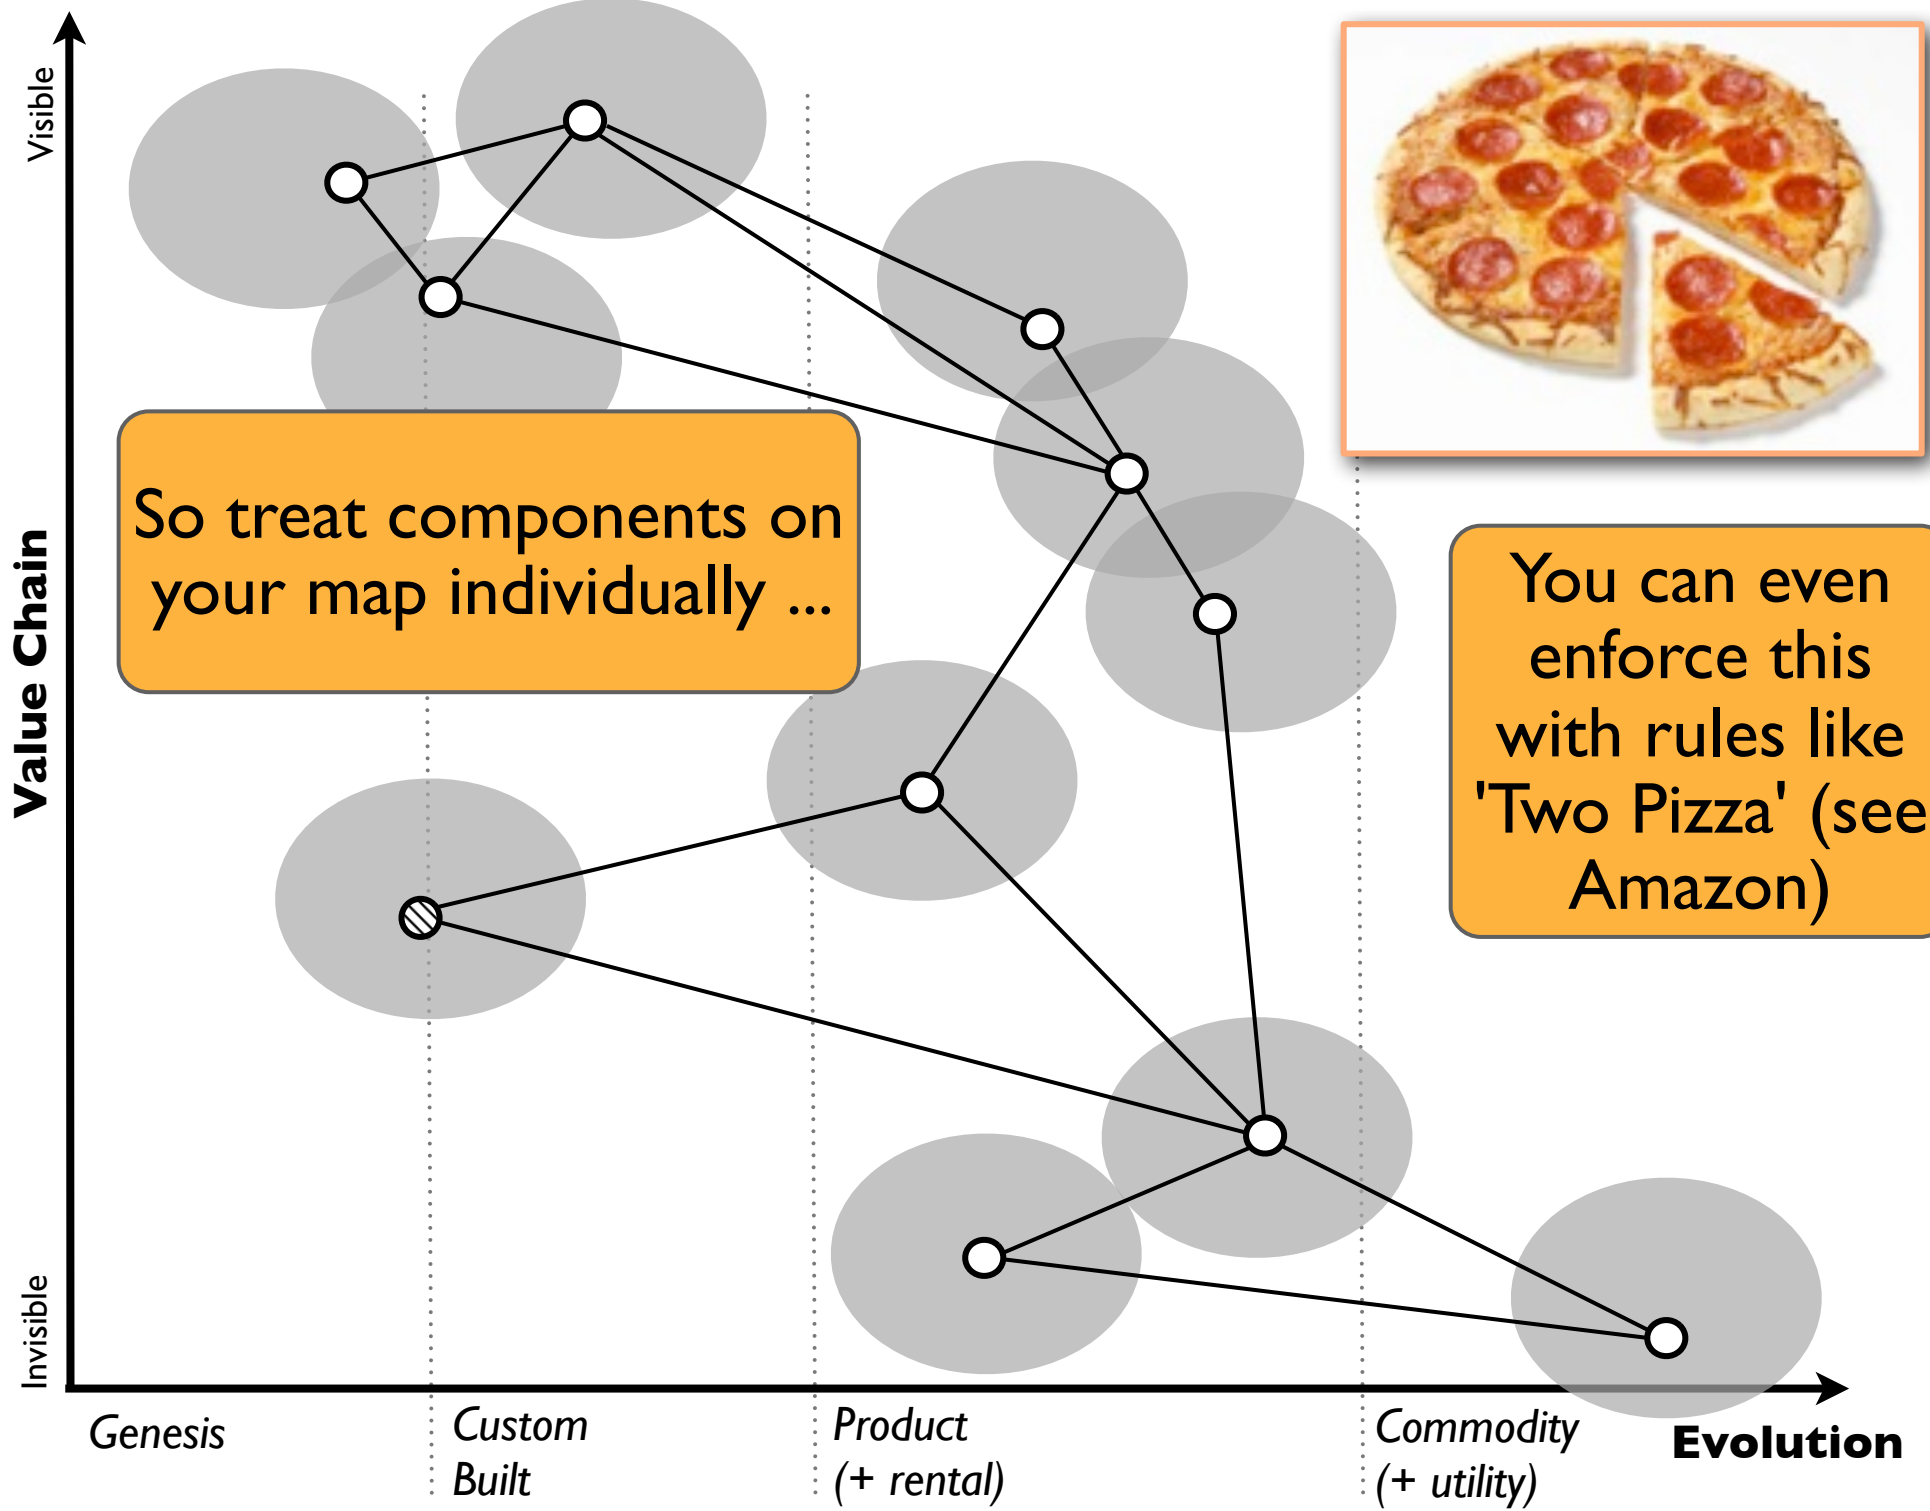 Visible
So treat components on
your map individually ...
You can even
enforce this
with rules like
'Two Pizza' (see
Amazon)
Value Chain
Invisible
Genesis
Custom
Built
Product
(+ rental)
Commodity
(+ utility)
Evolution